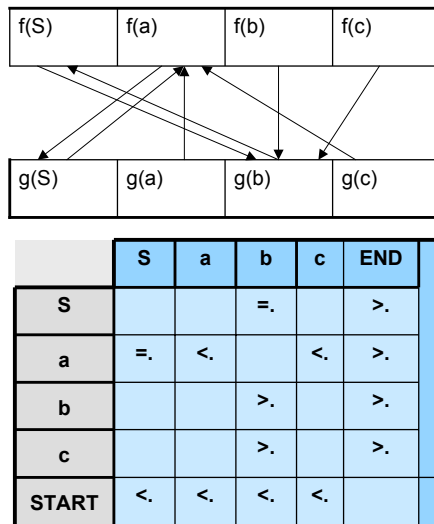 f(S) f(a) f(b) f(c)
g(S) g(a) g(b) g(c)
S a b c END
S =. >.
a =. <. <. >.
b >. >.
c >. >.
START <. <. <. <.